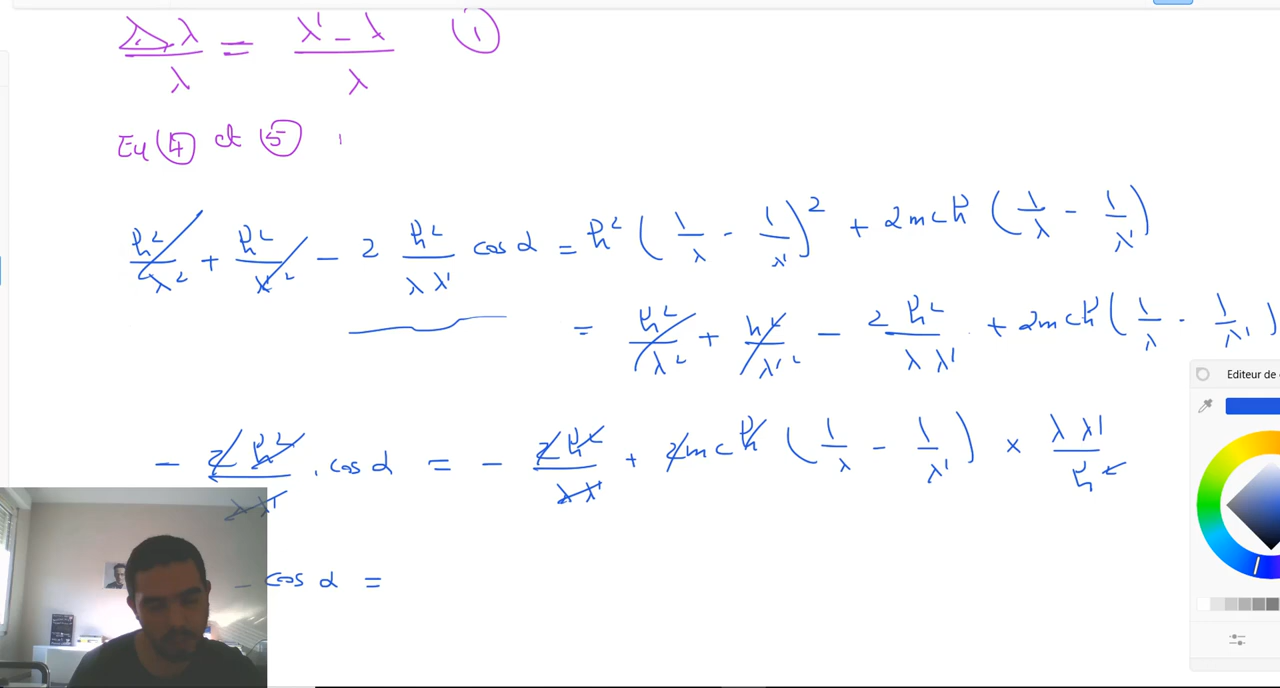 Δλ/λ = (λ' - λ)/λ ①
Eq ④ et ⑤ :
h²/λ² + h²/λ'² - 2 h²/(λλ') cos α = h² (1/λ - 1/λ')² + 2mch (1/λ - 1/λ')
= h²/λ² + h²/λ'² - 2h²/(λλ') + 2mch (1/λ - 1/λ')
- 2h²/(λλ') . cos α = - 2h²/(λλ') + 2mch (1/λ - 1/λ') × λλ'/h²
- cos α =
Editeur de